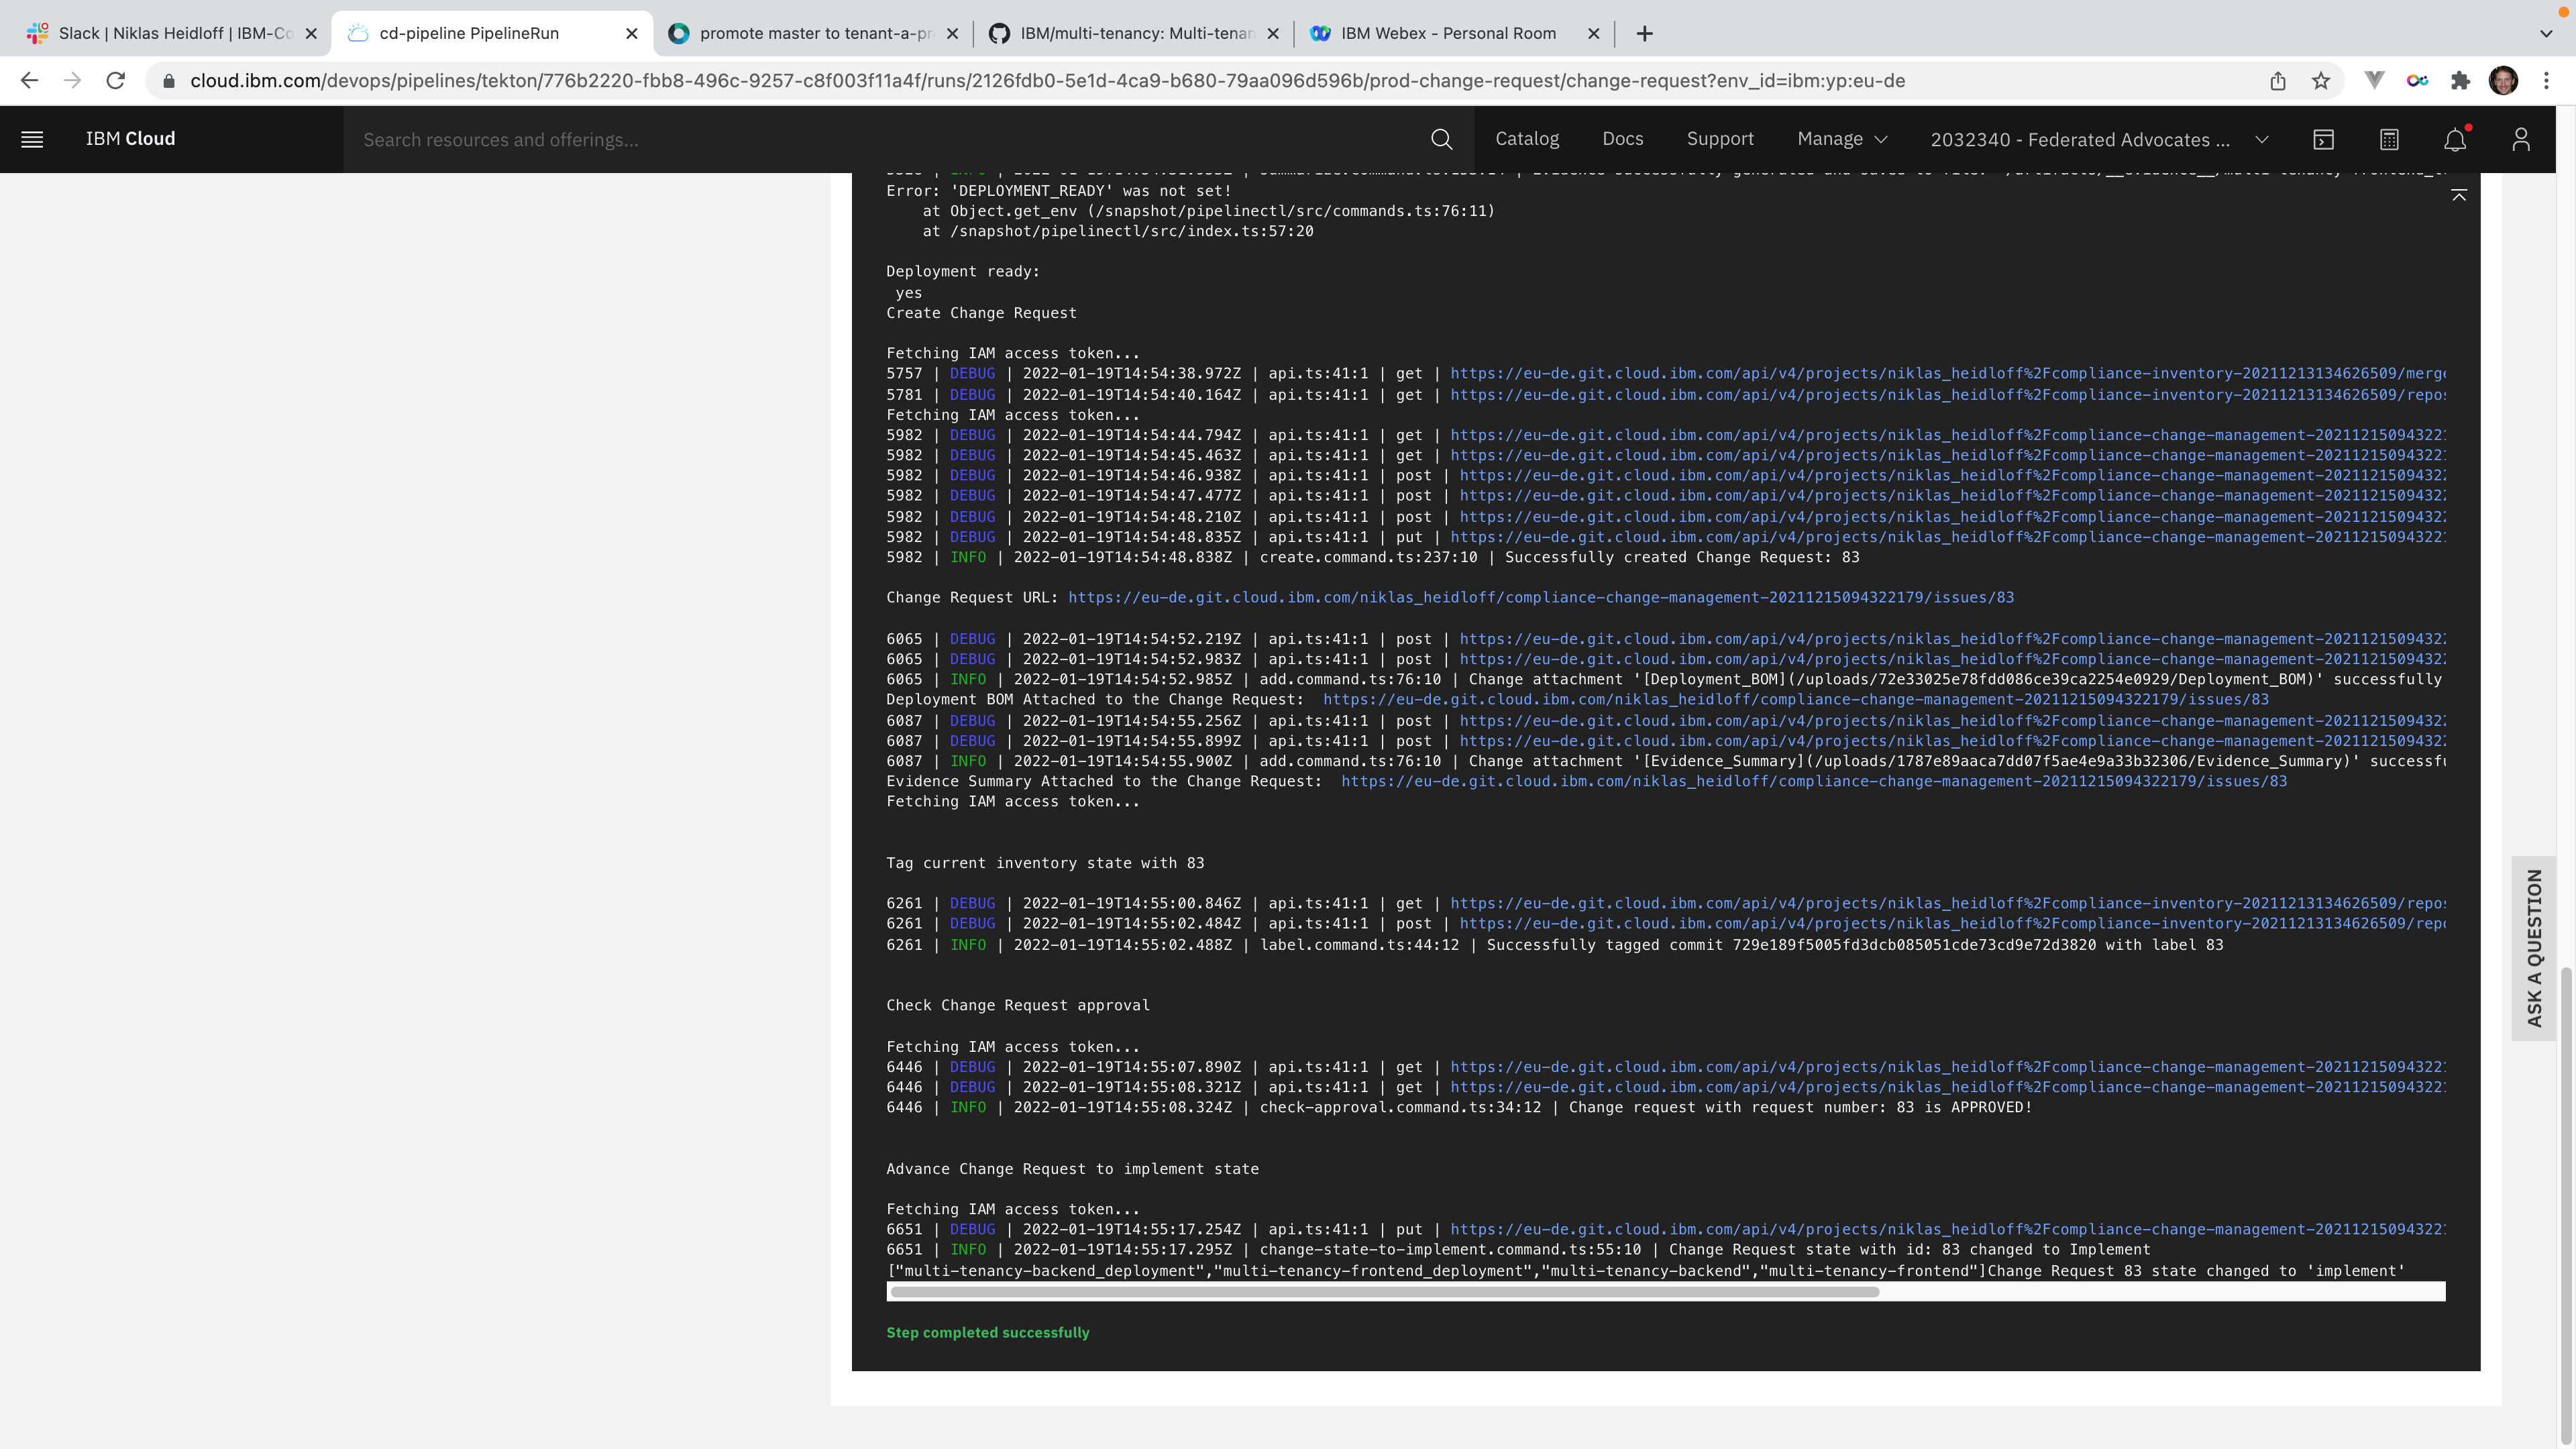 Slack | Niklas Heidloff | IBM-Co
cd-pipeline PipelineRun
promote master to tenant-a-pr
IBM/multi-tenancy: Multi-tenan
IBM Webex - Personal Room
cloud.ibm.com/devops/pipelines/tekton/776b2220-fbb8-496c-9257-c8f003f11a4f/runs/2126fdb0-5e1d-4ca9-b680-79aa096d596b/prod-change-request/change-request?env_id=ibm:yp:eu-de
IBM Cloud
Search resources and offerings...
Catalog
Docs
Support
Manage
2032340 - Federated Advocates ...
Error: 'DEPLOYMENT_READY' was not set!
at Object.get_env (/snapshot/pipelinectl/src/commands.ts:76:11)
at /snapshot/pipelinectl/src/index.ts:57:20
Deployment ready:
yes
Create Change Request
Fetching IAM access token...
5757 | DEBUG | 2022-01-19T14:54:38.972Z | api.ts:41:1 | get | https://eu-de.git.cloud.ibm.com/api/v4/projects/niklas_heidloff%2Fcompliance-inventory-20211213134626509/merge
5781 | DEBUG | 2022-01-19T14:54:40.164Z | api.ts:41:1 | get | https://eu-de.git.cloud.ibm.com/api/v4/projects/niklas_heidloff%2Fcompliance-inventory-20211213134626509/repos
Fetching IAM access token...
5982 | DEBUG | 2022-01-19T14:54:44.794Z | api.ts:41:1 | get | https://eu-de.git.cloud.ibm.com/api/v4/projects/niklas_heidloff%2Fcompliance-change-management-2021121509432217
5982 | DEBUG | 2022-01-19T14:54:45.463Z | api.ts:41:1 | get | https://eu-de.git.cloud.ibm.com/api/v4/projects/niklas_heidloff%2Fcompliance-change-management-2021121509432217
5982 | DEBUG | 2022-01-19T14:54:46.938Z | api.ts:41:1 | post | https://eu-de.git.cloud.ibm.com/api/v4/projects/niklas_heidloff%2Fcompliance-change-management-202112150943221
5982 | DEBUG | 2022-01-19T14:54:47.477Z | api.ts:41:1 | post | https://eu-de.git.cloud.ibm.com/api/v4/projects/niklas_heidloff%2Fcompliance-change-management-202112150943221
5982 | DEBUG | 2022-01-19T14:54:48.210Z | api.ts:41:1 | post | https://eu-de.git.cloud.ibm.com/api/v4/projects/niklas_heidloff%2Fcompliance-change-management-202112150943221
5982 | DEBUG | 2022-01-19T14:54:48.835Z | api.ts:41:1 | put | https://eu-de.git.cloud.ibm.com/api/v4/projects/niklas_heidloff%2Fcompliance-change-management-2021121509432217
5982 | INFO | 2022-01-19T14:54:48.838Z | create.command.ts:237:10 | Successfully created Change Request: 83
Change Request URL: https://eu-de.git.cloud.ibm.com/niklas_heidloff/compliance-change-management-20211215094322179/issues/83
6065 | DEBUG | 2022-01-19T14:54:52.219Z | api.ts:41:1 | post | https://eu-de.git.cloud.ibm.com/api/v4/projects/niklas_heidloff%2Fcompliance-change-management-202112150943221
6065 | DEBUG | 2022-01-19T14:54:52.983Z | api.ts:41:1 | post | https://eu-de.git.cloud.ibm.com/api/v4/projects/niklas_heidloff%2Fcompliance-change-management-202112150943221
6065 | INFO | 2022-01-19T14:54:52.985Z | add.command.ts:76:10 | Change attachment '[Deployment_BOM](/uploads/72e33025e78fdd086ce39ca2254e0929/Deployment_BOM)' successfully
Deployment BOM Attached to the Change Request:  https://eu-de.git.cloud.ibm.com/niklas_heidloff/compliance-change-management-20211215094322179/issues/83
6087 | DEBUG | 2022-01-19T14:54:55.256Z | api.ts:41:1 | post | https://eu-de.git.cloud.ibm.com/api/v4/projects/niklas_heidloff%2Fcompliance-change-management-202112150943221
6087 | DEBUG | 2022-01-19T14:54:55.899Z | api.ts:41:1 | post | https://eu-de.git.cloud.ibm.com/api/v4/projects/niklas_heidloff%2Fcompliance-change-management-202112150943221
6087 | INFO | 2022-01-19T14:54:55.900Z | add.command.ts:76:10 | Change attachment '[Evidence_Summary](/uploads/1787e89aaca7dd07f5ae4e9a33b32306/Evidence_Summary)' successfu
Evidence Summary Attached to the Change Request:  https://eu-de.git.cloud.ibm.com/niklas_heidloff/compliance-change-management-20211215094322179/issues/83
Fetching IAM access token...
Tag current inventory state with 83
6261 | DEBUG | 2022-01-19T14:55:00.846Z | api.ts:41:1 | get | https://eu-de.git.cloud.ibm.com/api/v4/projects/niklas_heidloff%2Fcompliance-inventory-20211213134626509/repos
6261 | DEBUG | 2022-01-19T14:55:02.484Z | api.ts:41:1 | post | https://eu-de.git.cloud.ibm.com/api/v4/projects/niklas_heidloff%2Fcompliance-inventory-20211213134626509/repo
6261 | INFO | 2022-01-19T14:55:02.488Z | label.command.ts:44:12 | Successfully tagged commit 729e189f5005fd3dcb085051cde73cd9e72d3820 with label 83
Check Change Request approval
Fetching IAM access token...
6446 | DEBUG | 2022-01-19T14:55:07.890Z | api.ts:41:1 | get | https://eu-de.git.cloud.ibm.com/api/v4/projects/niklas_heidloff%2Fcompliance-change-management-2021121509432217
6446 | DEBUG | 2022-01-19T14:55:08.321Z | api.ts:41:1 | get | https://eu-de.git.cloud.ibm.com/api/v4/projects/niklas_heidloff%2Fcompliance-change-management-2021121509432217
6446 | INFO | 2022-01-19T14:55:08.324Z | check-approval.command.ts:34:12 | Change request with request number: 83 is APPROVED!
Advance Change Request to implement state
Fetching IAM access token...
6651 | DEBUG | 2022-01-19T14:55:17.254Z | api.ts:41:1 | put | https://eu-de.git.cloud.ibm.com/api/v4/projects/niklas_heidloff%2Fcompliance-change-management-2021121509432217
6651 | INFO | 2022-01-19T14:55:17.295Z | change-state-to-implement.command.ts:55:10 | Change Request state with id: 83 changed to Implement
["multi-tenancy-backend_deployment","multi-tenancy-frontend_deployment","multi-tenancy-backend","multi-tenancy-frontend"]Change Request 83 state changed to 'implement'
Step completed successfully
ASK A QUESTION